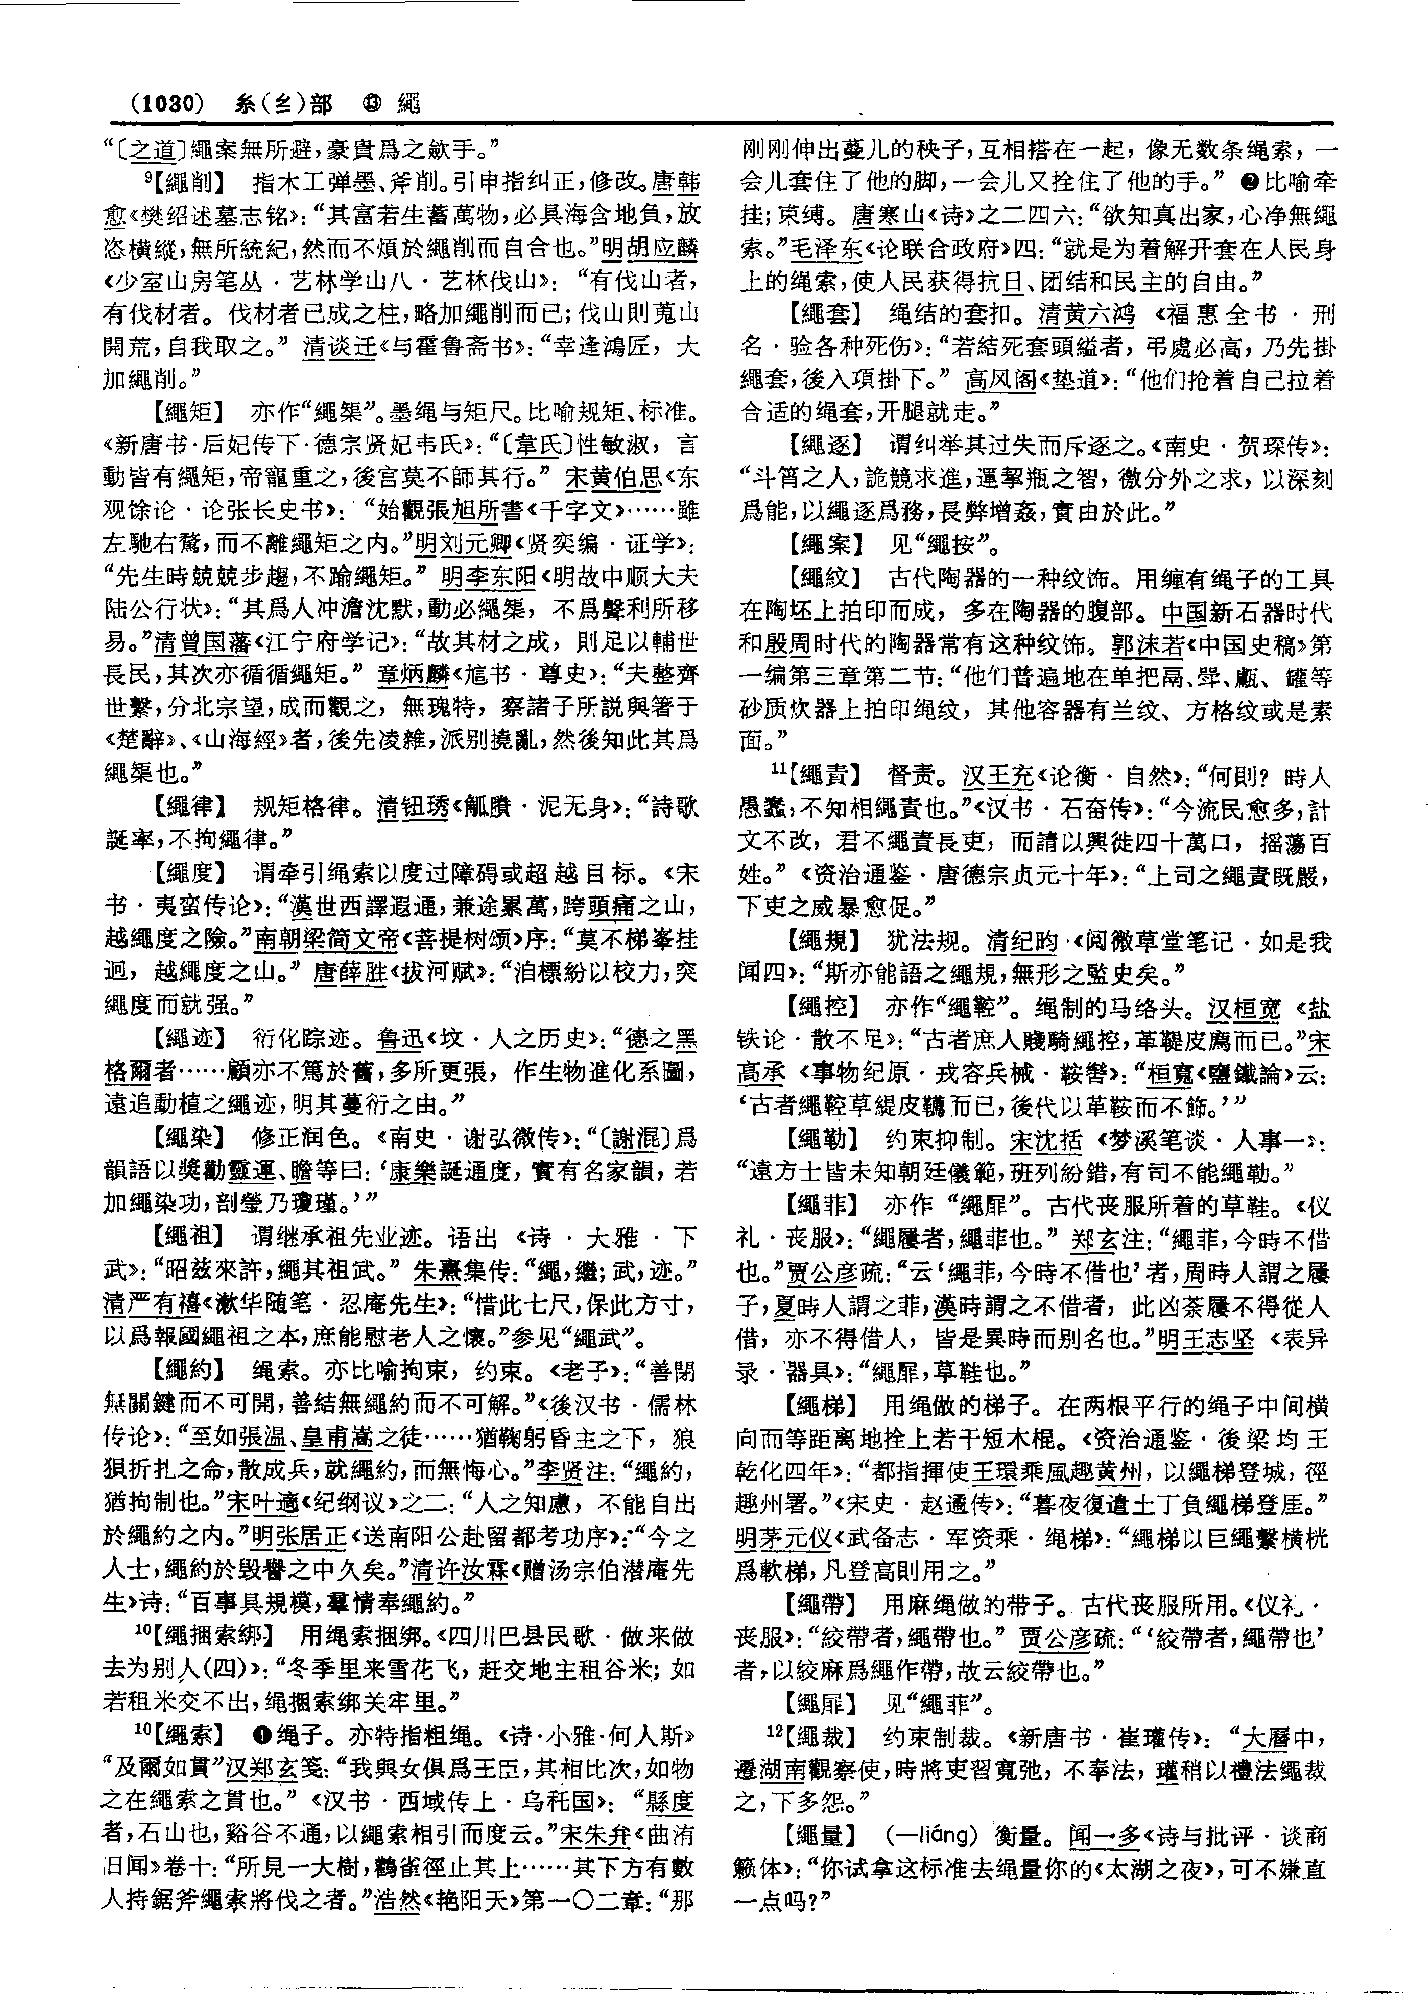 (1030) 糸(纟)部 ⑬ 繩
“〔之道〕繩案無所避，豪貴爲之斂手。”
⁹【繩削】 指木工弹墨、斧削。引申指纠正，修改。唐韩
愈《樊绍述墓志铭》：“其富若生蓄萬物，必具海含地負，放
恣横縱，無所統紀，然而不煩於繩削而自合也。”明胡应麟
《少室山房笔丛·艺林学山八·艺林伐山》：“有伐山者，
有伐材者。伐材者已成之柱，略加繩削而已；伐山則蒐山
開荒，自我取之。”清谈迁《与霍鲁斋书》：“幸逢鴻匠，大
加繩削。”
【繩矩】 亦作“繩榘”。墨绳与矩尺。比喻规矩、标准。
《新唐书·后妃传下·德宗贤妃韦氏》：“〔韋氏〕性敏淑，言
動皆有繩矩，帝寵重之，後宫莫不師其行。”宋黄伯思《东
观馀论·论张长史书》：“始觀張旭所書《千字文》……雖
左馳右騖，而不離繩矩之内。”明刘元卿《贤奕编·证学》：
“先生時兢兢步趨，不踰繩矩。”明李东阳《明故中顺大夫
陆公行状》：“其爲人冲澹沈默，動必繩榘，不爲聲利所移
易。”清曾国藩《江宁府学记》：“故其材之成，則足以輔世
長民，其次亦循循繩矩。”章炳麟《訄书·尊史》：“夫整齊
世繫，分北宗望，成而觀之，無瑰特，察諸子所説與箸于
《楚辭》、《山海經》者，後先凌雜，派别撓亂，然後知此其爲
繩榘也。”
【繩律】 规矩格律。清钮琇《觚賸·泥无身》：“詩歌
誕率，不拘繩律。”
【繩度】 谓牵引绳索以度过障碍或超越目标。《宋
书·夷蛮传论》：“漢世西譯遐通，兼途累萬，跨頭痛之山，
越繩度之險。”南朝梁简文帝《菩提树颂》序：“莫不梯峯挂
迥，越繩度之山。”唐薛胜《拔河赋》：“洎標紛以校力，突
繩度而就强。”
【繩迹】 衍化踪迹。鲁迅《坟·人之历史》：“德之黑
格爾者……顧亦不篤於舊，多所更張，作生物進化系圖，
遠追動植之繩迹，明其蔓衍之由。”
【繩染】 修正润色。《南史·谢弘微传》：“〔謝混〕爲
韻語以獎勸靈運、瞻等曰：‘康樂誕通度，實有名家韻，若
加繩染功，剖瑩乃瓊瑾。’”
【繩祖】 谓继承祖先业迹。语出《诗·大雅·下
武》：“昭兹來許，繩其祖武。”朱熹集传：“繩，繼；武，迹。”
清严有禧《漱华随笔·忍庵先生》：“惜此七尺，保此方寸，
以爲報國繩祖之本，庶能慰老人之懷。”参见“繩武”。
【繩約】 绳索。亦比喻拘束，约束。《老子》：“善閉
無關鍵而不可開，善結無繩約而不可解。”《後汉书·儒林
传论》：“至如張温、皇甫嵩之徒……猶鞠躬昏主之下，狼
狽折扎之命，散成兵，就繩約，而無悔心。”李贤注：“繩約，
猶拘制也。”宋叶適《纪纲议》之二：“人之知慮，不能自出
於繩約之内。”明张居正《送南阳公赴留都考功序》：“今之
人士，繩約於毁譽之中久矣。”清许汝霖《赠汤宗伯潜庵先
生》诗：“百事具規模，羣情奉繩約。”
¹⁰【繩捆索绑】 用绳索捆绑。《四川巴县民歌·做来做
去为别人(四)》：“冬季里来雪花飞，赶交地主租谷米；如
若租米交不出，绳捆索绑关牢里。”
¹⁰【繩索】 ❶绳子。亦特指粗绳。《诗·小雅·何人斯》
“及爾如貫”汉郑玄笺：“我與女俱爲王臣，其相比次，如物
之在繩索之貫也。”《汉书·西域传上·乌秅国》：“縣度
者，石山也，谿谷不通，以繩索相引而度云。”宋朱弁《曲洧
旧闻》卷十：“所見一大樹，鸛雀徑止其上……其下方有數
人持鋸斧繩索將伐之者。”浩然《艳阳天》第一〇二章：“那
刚刚伸出蔓儿的秧子，互相搭在一起，像无数条绳索，一
会儿套住了他的脚，一会儿又拴住了他的手。”❷比喻牵
挂；束缚。唐寒山《诗》之二四六：“欲知真出家，心净無繩
索。”毛泽东《论联合政府》四：“就是为着解开套在人民身
上的绳索，使人民获得抗日、团结和民主的自由。”
【繩套】 绳结的套扣。清黄六鸿《福惠全书·刑
名·验各种死伤》：“若結死套頭縊者，弔處必高，乃先掛
繩套，後入項掛下。”高风阁《垫道》：“他们抢着自己拉着
合适的绳套，开腿就走。”
【繩逐】 谓纠举其过失而斥逐之。《南史·贺琛传》：
“斗筲之人，詭競求進，運挈瓶之智，徼分外之求，以深刻
爲能，以繩逐爲務，長弊增姦，實由於此。”
【繩案】 见“繩按”。
【繩紋】 古代陶器的一种纹饰。用缠有绳子的工具
在陶坯上拍印而成，多在陶器的腹部。中国新石器时代
和殷周时代的陶器常有这种纹饰。郭沫若《中国史稿》第
一编第三章第二节：“他们普遍地在单把鬲、斝、甗、罐等
砂质炊器上拍印绳纹，其他容器有兰纹、方格纹或是素
面。”
¹¹【繩責】 督责。汉王充《论衡·自然》：“何則？時人
愚蠢，不知相繩責也。”《汉书·石奋传》：“今流民愈多，計
文不改，君不繩責長吏，而請以興徙四十萬口，摇蕩百
姓。”《资治通鉴·唐德宗贞元十年》：“上司之繩責既嚴，
下吏之威暴愈促。”
【繩規】 犹法规。清纪昀《阅微草堂笔记·如是我
闻四》：“斯亦能語之繩規，無形之監史矣。”
【繩控】 亦作“繩鞚”。绳制的马络头。汉桓宽《盐
铁论·散不足》：“古者庶人賤騎繩控，革鞮皮薦而已。”宋
高承《事物纪原·戎容兵械·鞍辔》：“桓寬《鹽鐵論》云：
‘古者繩鞚草緹皮韉而已，後代以革鞍而不飾。’”
【繩勒】 约束抑制。宋沈括《梦溪笔谈·人事一》：
“遠方士皆未知朝廷儀範，班列紛錯，有司不能繩勒。”
【繩菲】 亦作“繩屝”。古代丧服所着的草鞋。《仪
礼·丧服》：“繩屨者，繩菲也。”郑玄注：“繩菲，今時不借
也。”贾公彦疏：“云‘繩菲，今時不借也’者，周時人謂之屨
子，夏時人謂之菲，漢時謂之不借者，此凶荼屨不得從人
借，亦不得借人，皆是異時而别名也。”明王志坚《表异
录·器具》：“繩屝，草鞋也。”
【繩梯】 用绳做的梯子。在两根平行的绳子中间横
向而等距离地拴上若干短木棍。《资治通鉴·後梁均王
乾化四年》：“都指揮使王環乘風趣黄州，以繩梯登城，徑
趣州署。”《宋史·赵遹传》：“暮夜復遣土丁負繩梯登厓。”
明茅元仪《武备志·军资乘·绳梯》：“繩梯以巨繩繫横桄
爲軟梯，凡登高則用之。”
【繩帶】 用麻绳做的带子。古代丧服所用。《仪礼·
丧服》：“絞帶者，繩帶也。”贾公彦疏：“‘絞帶者，繩帶也’
者，以絞麻爲繩作帶，故云絞帶也。”
【繩屝】 见“繩菲”。
¹²【繩裁】 约束制裁。《新唐书·崔瓘传》：“大曆中，
遷湖南觀察使，時將吏習寬弛，不奉法，瓘稍以禮法繩裁
之，下多怨。”
【繩量】 (—liáng) 衡量。闻一多《诗与批评·谈商
籁体》：“你试拿这标准去绳量你的《太湖之夜》，可不嫌直
一点吗？”